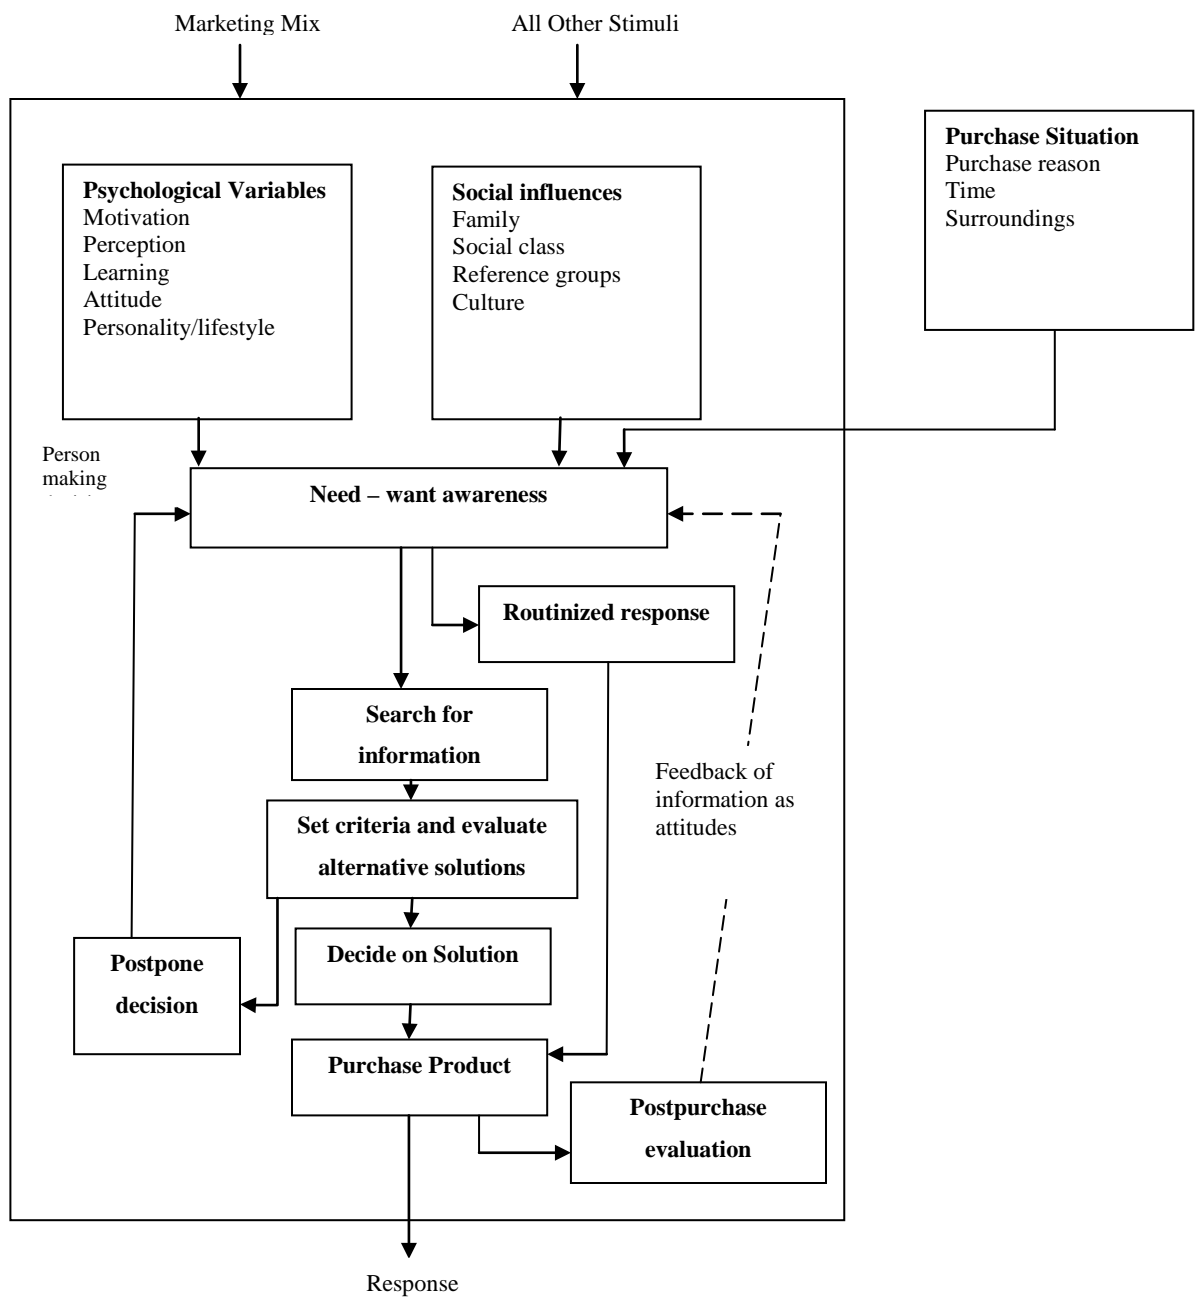 Marketing Mix
All Other Stimuli
Purchase Situation
Purchase reason
Time
Surroundings
Psychological Variables
Motivation
Perception
Learning
Attitude
Personality/lifestyle
Social influences
Family
Social class
Reference groups
Culture
Person
making
Need – want awareness
Routinized response
Search for
information
Feedback of
information as
attitudes
Set criteria and evaluate
alternative solutions
Postpone
decision
Decide on Solution
Purchase Product
Postpurchase
evaluation
Response